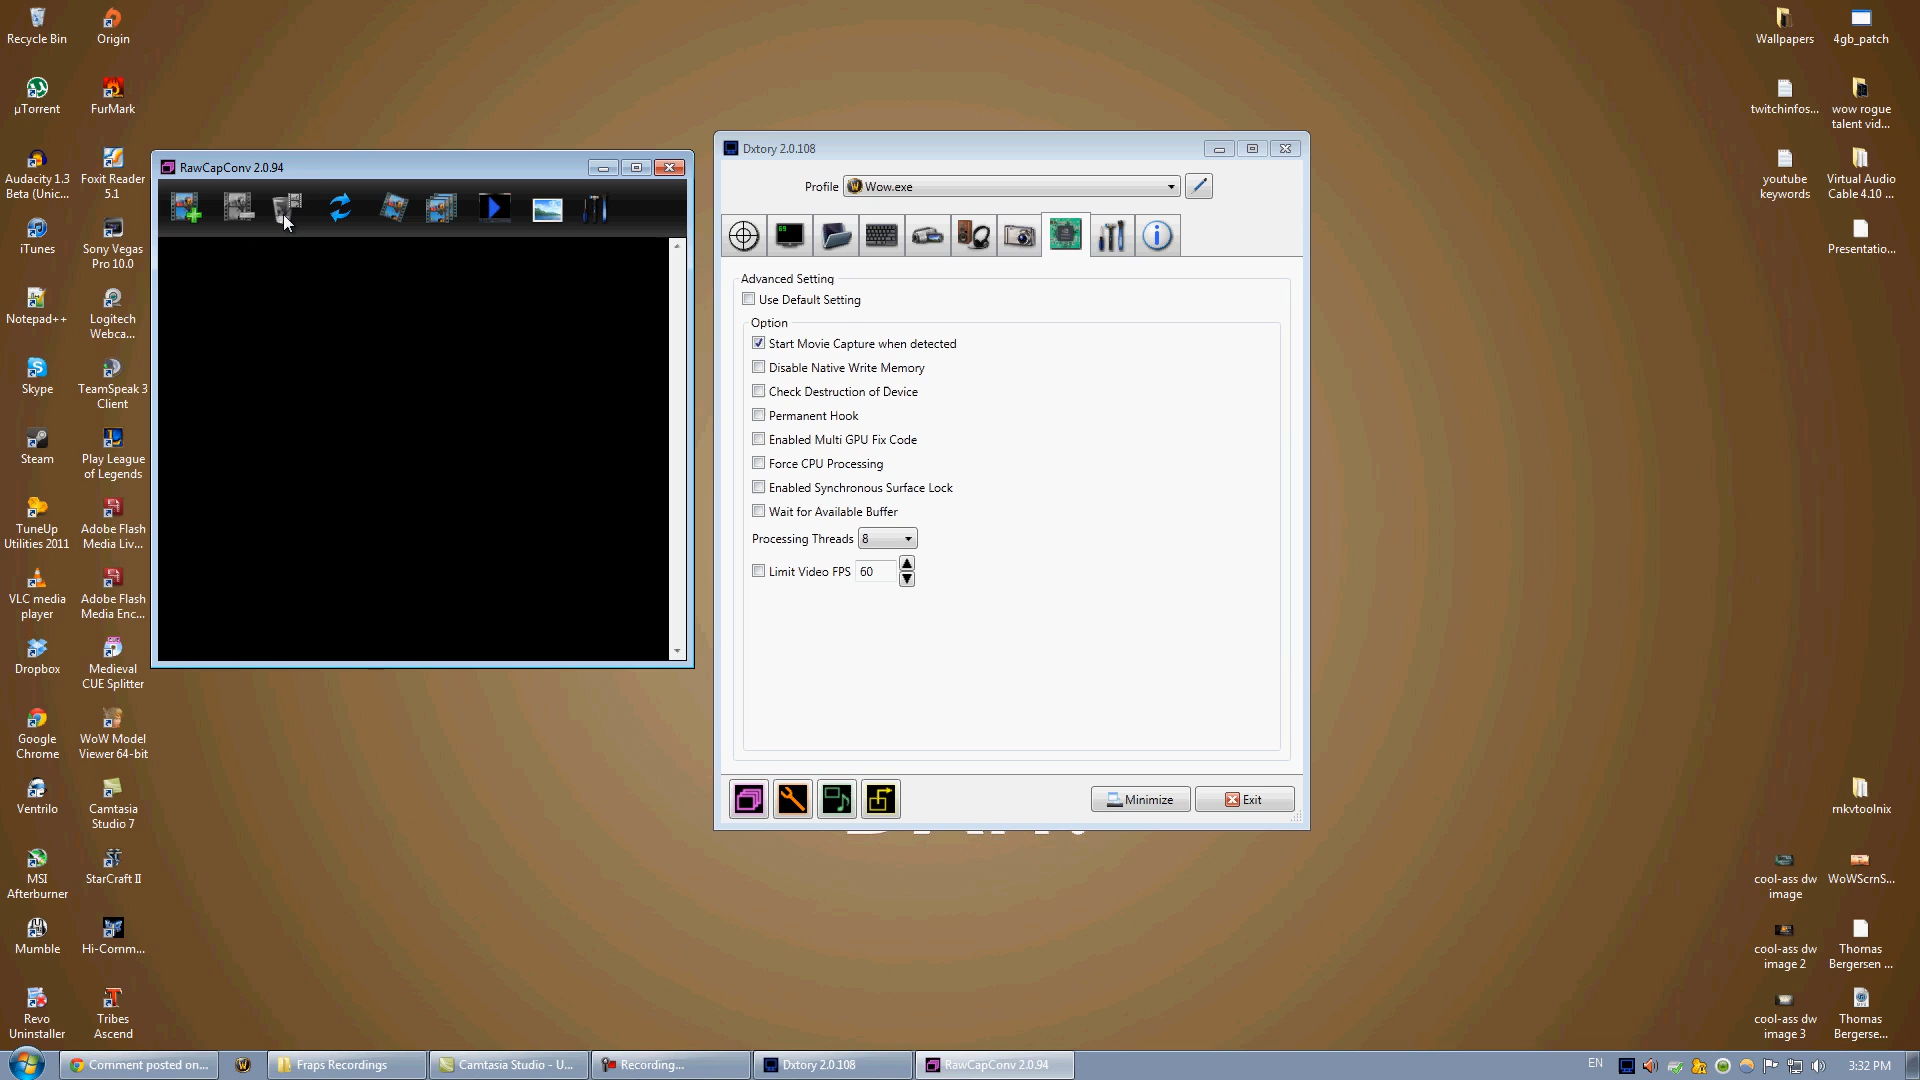 Recycle Bin
Origin
µTorrent
FurMark
Audacity 1.3
Beta (Unic...
Foxit Reader
5.1
iTunes
Sony Vegas
Pro 10.0
Notepad++
Logitech
Webca...
Skype
TeamSpeak 3
Client
Steam
Play League
of Legends
TuneUp
Utilities 2011
Adobe Flash
Media Liv...
VLC media
player
Adobe Flash
Media Enc...
Dropbox
Medieval
CUE Splitter
Google
Chrome
WoW Model
Viewer 64-bit
Ventrilo
Camtasia
Studio 7
MSI
Afterburner
StarCraft II
Mumble
Hi-Comm...
Revo
Uninstaller
Tribes
Ascend
RawCapConv 2.0.94
Dxtory 2.0.108
Profile
Wow.exe
69
Advanced Setting
Use Default Setting
Option
Start Movie Capture when detected
Disable Native Write Memory
Check Destruction of Device
Permanent Hook
Enabled Multi GPU Fix Code
Force CPU Processing
Enabled Synchronous Surface Lock
Wait for Available Buffer
Processing Threads 8
Limit Video FPS 60
Minimize
Exit
Wallpapers
4gb_patch
twitchinfos...
wow rogue
talent vid...
youtube
keywords
Virtual Audio
Cable 4.10 ...
Presentatio...
mkvtoolnix
cool-ass dw
image
WoWScrnS...
cool-ass dw
image 2
Thomas
Bergersen ...
cool-ass dw
image 3
Thomas
Bergerse...
Comment posted on...
Fraps Recordings
Camtasia Studio - U...
Recording...
Dxtory 2.0.108
RawCapConv 2.0.94
EN
3:32 PM